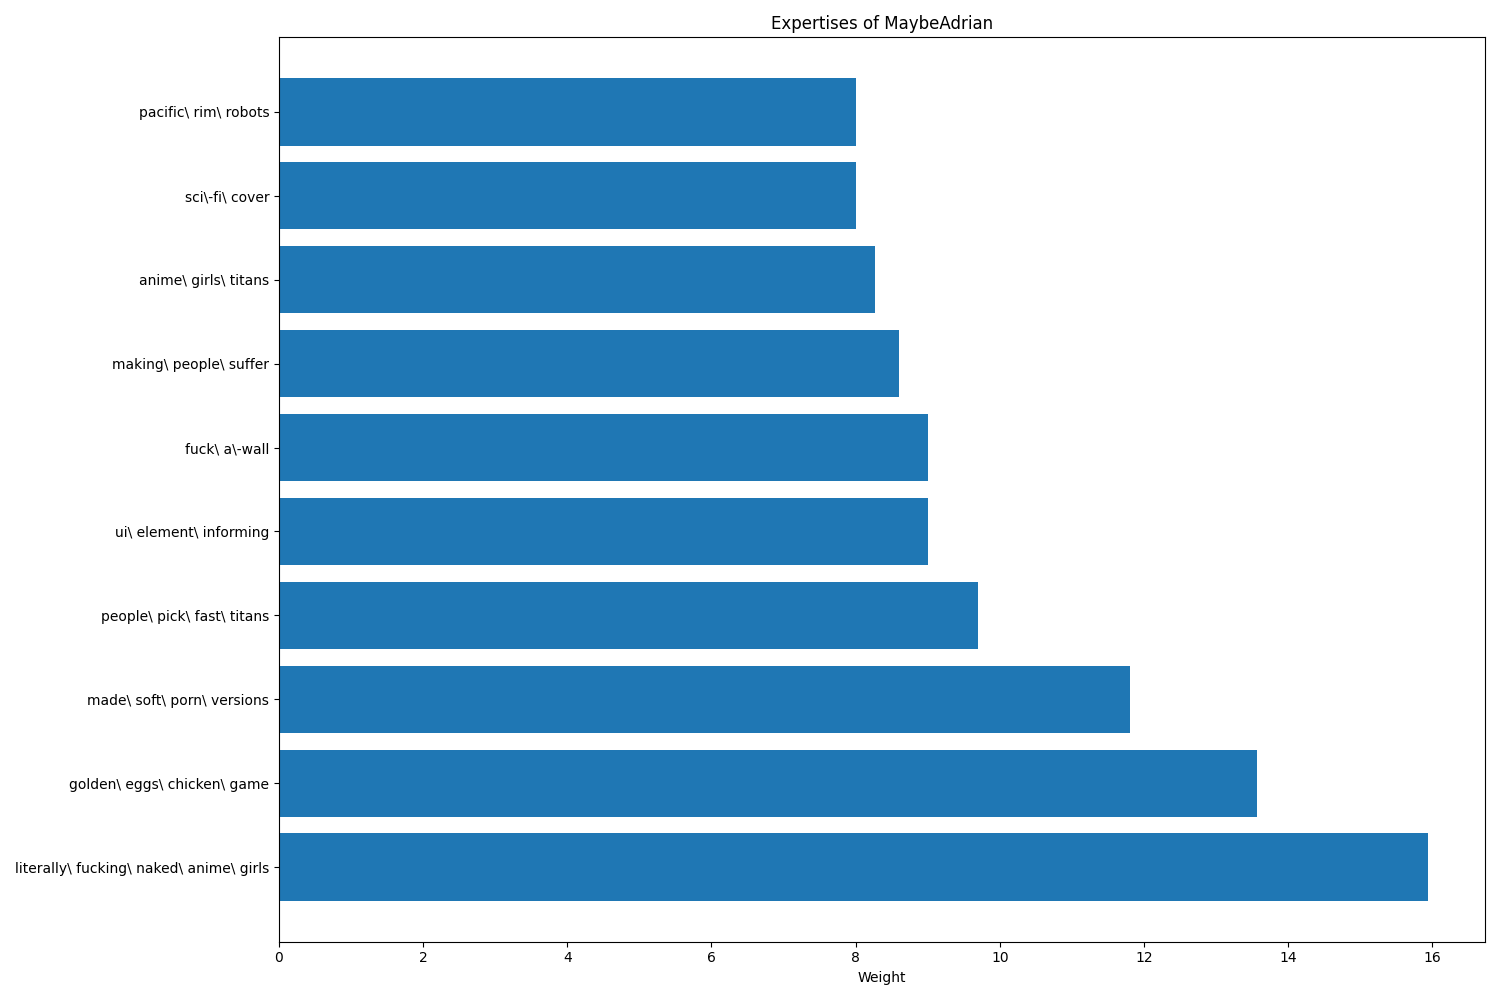 Expertises of MaybeAdrian
pacific\ rim\ robots
sci\-fi\ cover
anime\ girls\ titans
making\ people\ suffer
fuck\ a\-wall
ui\ element\ informing
people\ pick\ fast\ titans
made\ soft\ porn\ versions
golden\ eggs\ chicken\ game
literally\ fucking\ naked\ anime\ girls
0 2 4 6 8 10 12 14 16
Weight